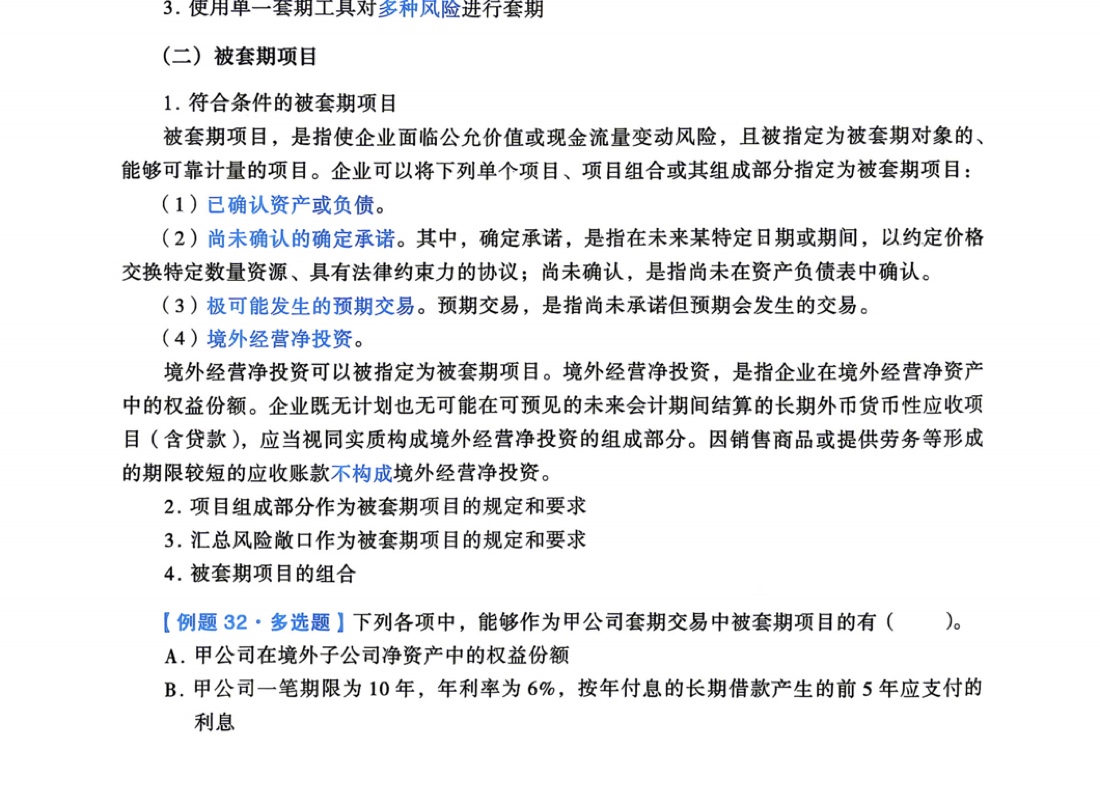 3. 使用单一套期工具对多种风险进行套期
（二）被套期项目
1. 符合条件的被套期项目
被套期项目，是指使企业面临公允价值或现金流量变动风险，且被指定为被套期对象的、
能够可靠计量的项目。企业可以将下列单个项目、项目组合或其组成部分指定为被套期项目：
（1）已确认资产或负债。
（2）尚未确认的确定承诺。其中，确定承诺，是指在未来某特定日期或期间，以约定价格
交换特定数量资源、具有法律约束力的协议；尚未确认，是指尚未在资产负债表中确认。
（3）极可能发生的预期交易。预期交易，是指尚未承诺但预期会发生的交易。
（4）境外经营净投资。
境外经营净投资可以被指定为被套期项目。境外经营净投资，是指企业在境外经营净资产
中的权益份额。企业既无计划也无可能在可预见的未来会计期间结算的长期外币货币性应收项
目（含贷款），应当视同实质构成境外经营净投资的组成部分。因销售商品或提供劳务等形成
的期限较短的应收账款不构成境外经营净投资。
2. 项目组成部分作为被套期项目的规定和要求
3. 汇总风险敞口作为被套期项目的规定和要求
4. 被套期项目的组合
【例题 32·多选题】下列各项中，能够作为甲公司套期交易中被套期项目的有（　　）。
A. 甲公司在境外子公司净资产中的权益份额
B. 甲公司一笔期限为 10 年，年利率为 6%，按年付息的长期借款产生的前 5 年应支付的
利息